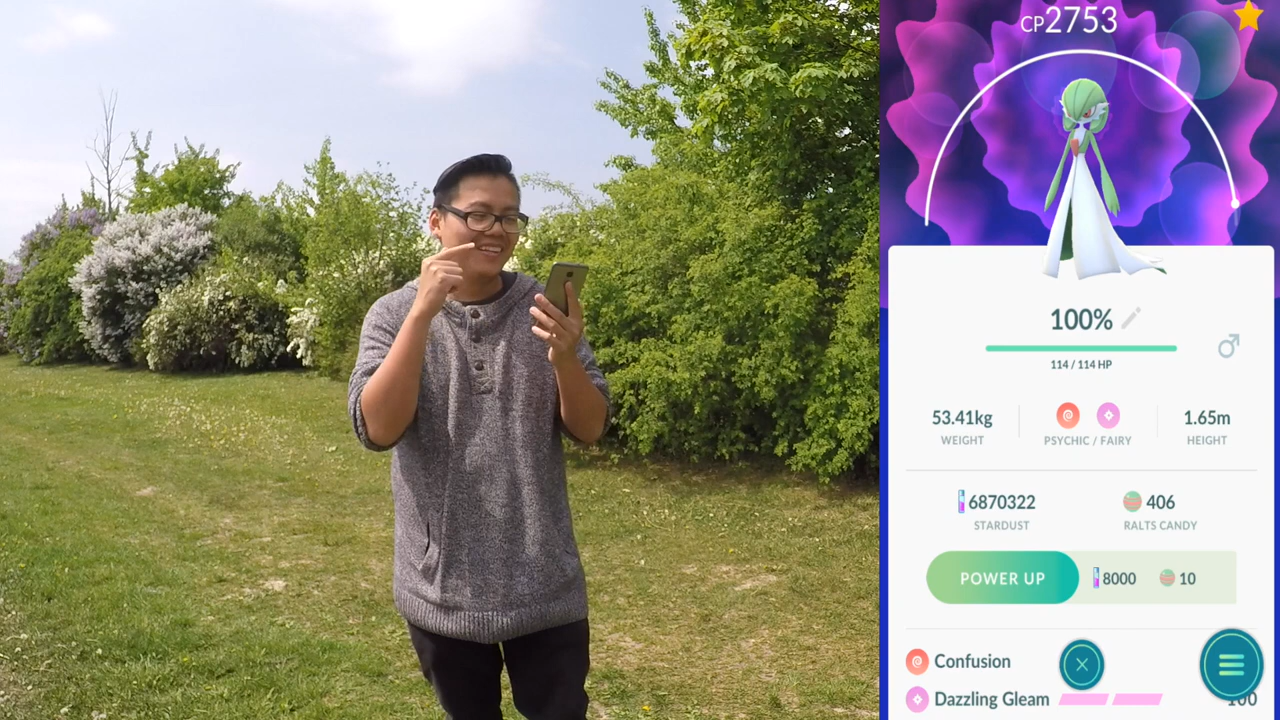 CP2753
100%
114 / 114 HP
53.41kg
WEIGHT
PSYCHIC / FAIRY
1.65m
HEIGHT
6870322
STARDUST
406
RALTS CANDY
POWER UP
8000
10
Confusion
Dazzling Gleam
100